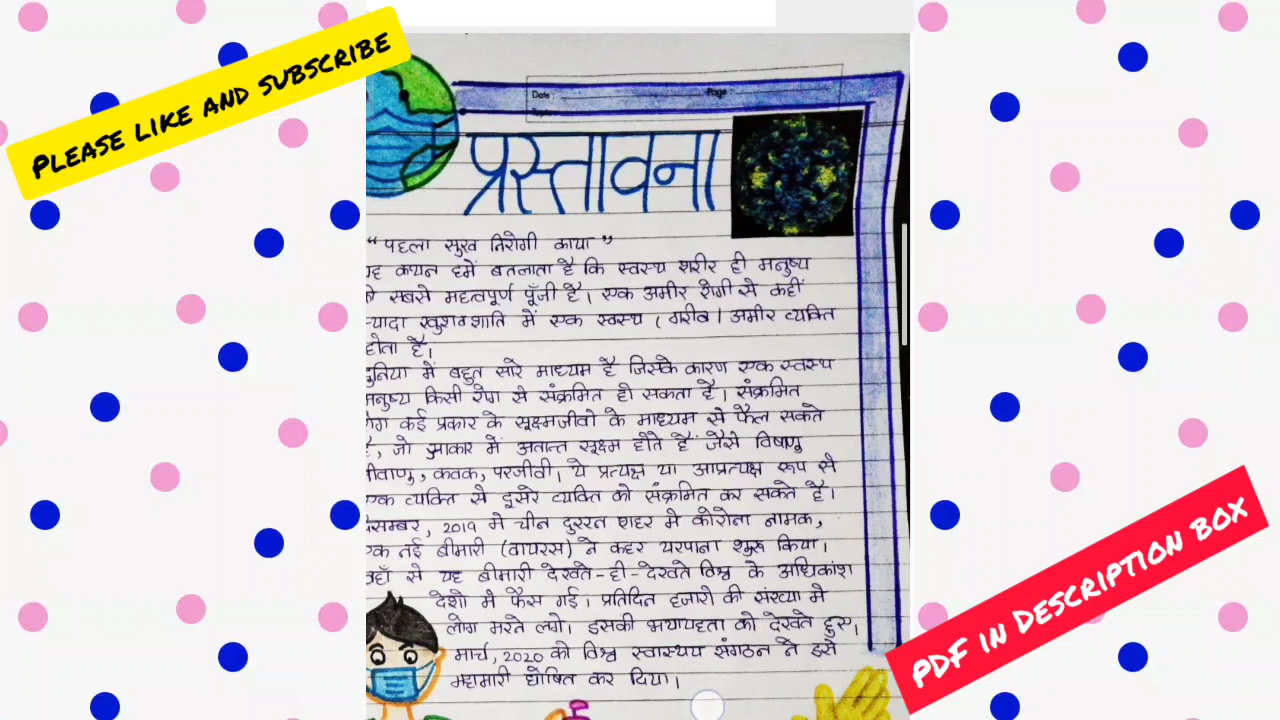 PLEASE LIKE AND SUBSCRIBE
Date Page
प्रस्तावना
“पहला सुख निरोगी काया”
यह कथन हमें बतलाता है कि स्वस्थ शरीर ही मनुष्य
सबसे महत्वपूर्ण पूँजी है। एक अमीर रोगी से कहीं
ज्यादा खुश व शांति में एक स्वस्थ (गरीब। अमीर व्यक्ति
होता है।
दुनिया में बहुत सारे माध्यम है जिसके कारण एक स्वस्थ
मनुष्य किसी रोग से संक्रमित हो सकता है। संक्रमित
रोग कई प्रकार के सूक्ष्मजीवो के माध्यम से फैल सकते
है, जो आकार में अतान्त सूक्ष्म होते हैं जैसे विषाणु
जीवाणु, कवक, परजीवी। ये प्रत्यक्ष या आप्रत्यक्ष रूप से
एक व्यक्ति से दूसरे व्यक्ति को संक्रमित कर सकते है।
दिसम्बर, 2019 मे चीन शहर मे कोरोना नामक,
एक नई बीमारी (वायरस) ने कहर बरपाना शुरू किया।
वहाँ से यह बीमारी देखते-ही-देखते विश्व के अधिकांश
देशो मे फैस गई। प्रतिदिन हजारो की संख्या मे
लोग मरते लगे। इसकी भयावहता को देखते हुए,
मार्च, 2020 को विश्व स्वास्थय संगठन ने इसे
महामारी घोषित कर दिया।
PDF in DESCRIPTION BOX